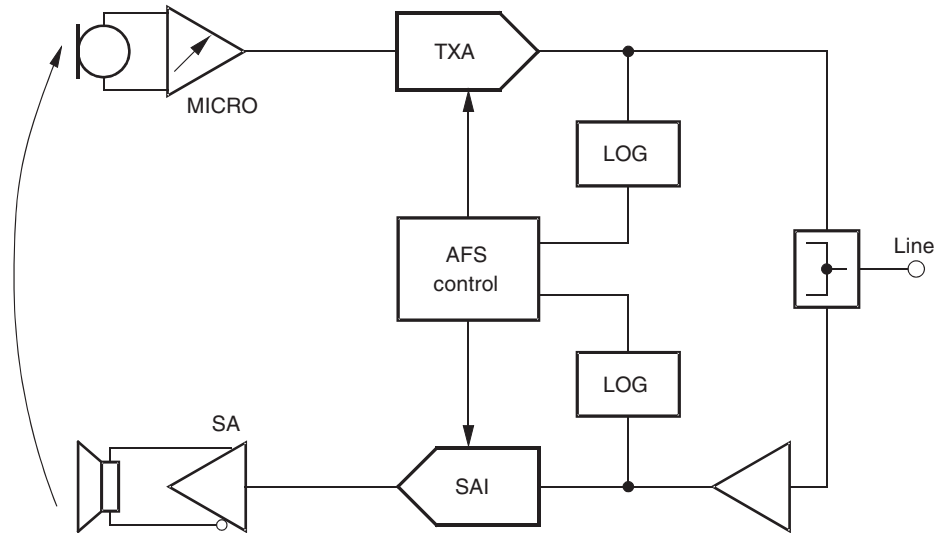 TXA
MICRO
LOG
AFS
control
Line
LOG
SA
SAI